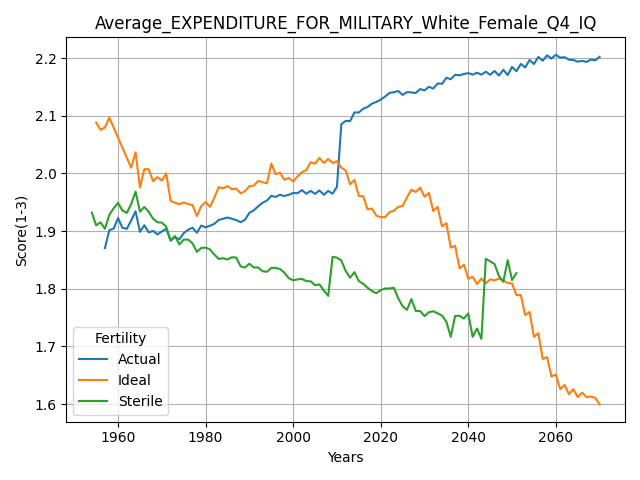 Average_EXPENDITURE_FOR_MILITARY_White_Female_Q4_IQ
Score(1-3)
2.2
2.1
2.0
1.9
1.8
1.7
1.6
Fertility
Actual
Ideal
Sterile
1960
1980
2000
2020
2040
2060
Years